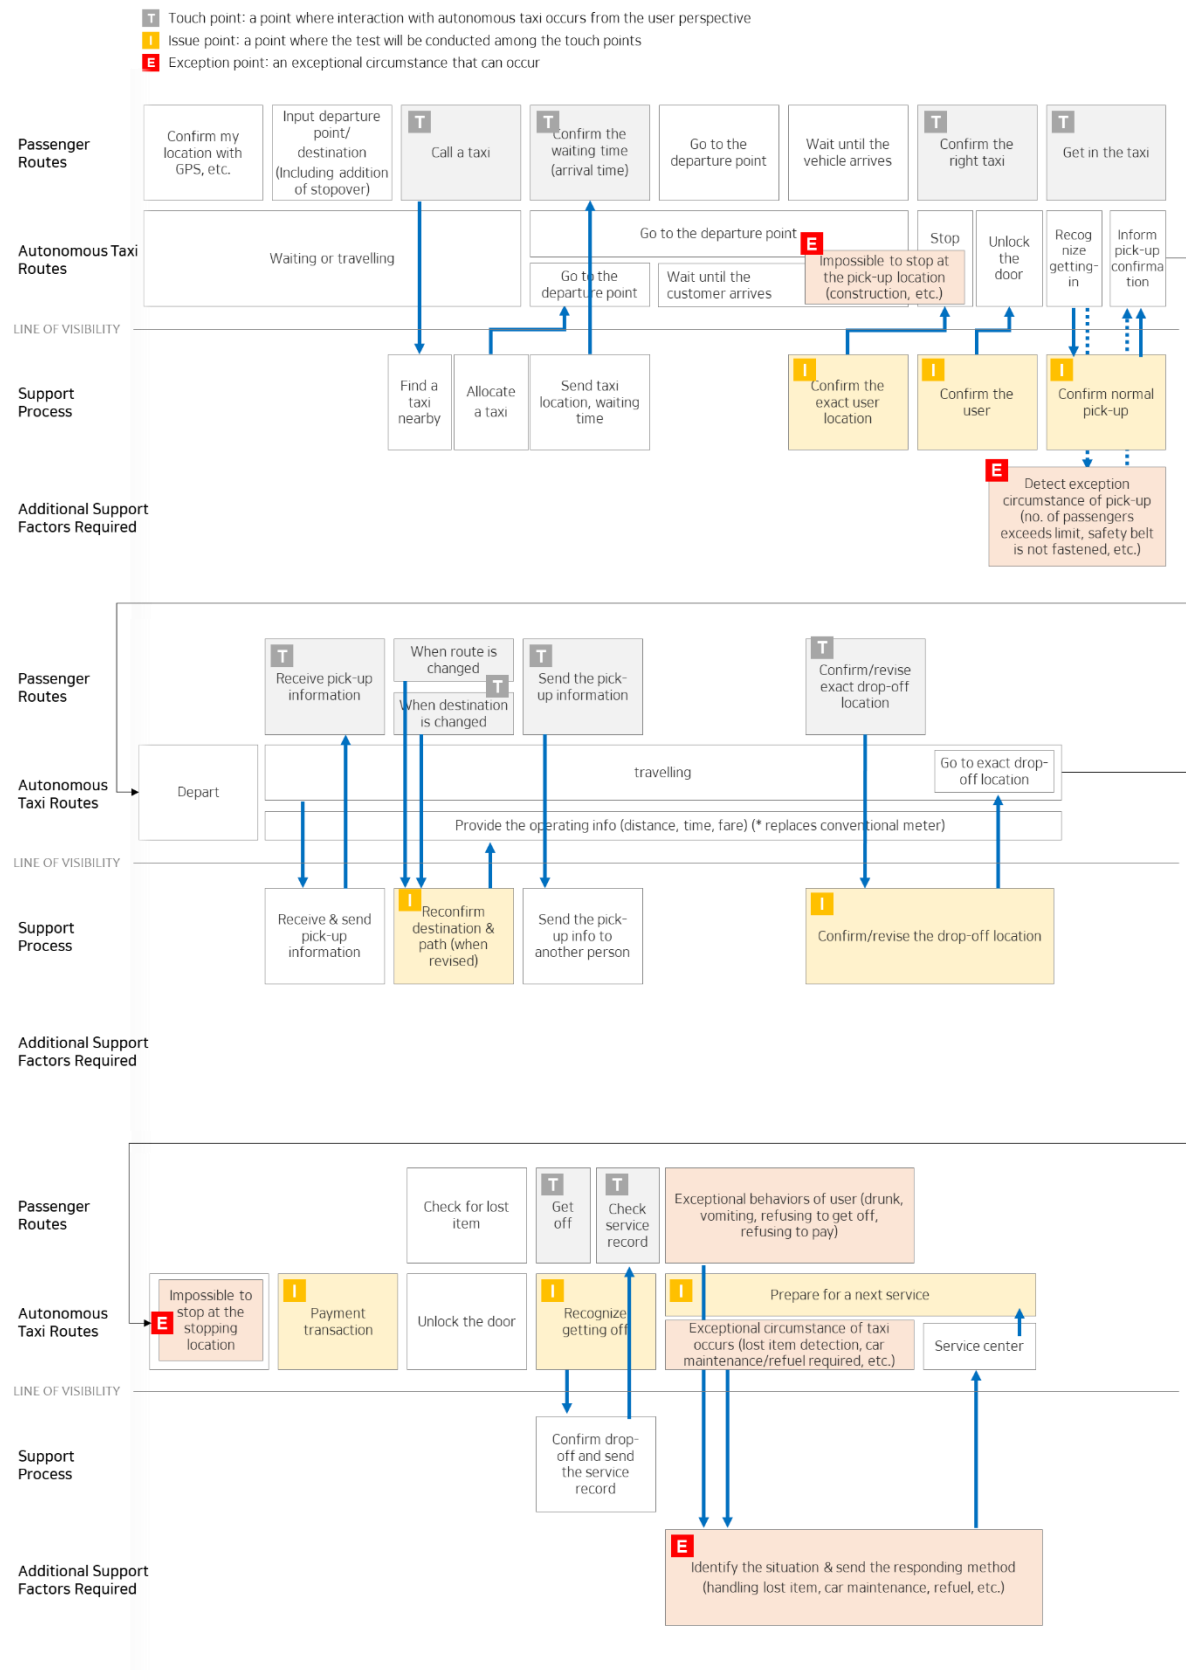 T Touch point: a point where interaction with autonomous taxi occurs from the user perspective
I Issue point: a point where the test will be conducted among the touch points
E Exception point: an exceptional circumstance that can occur
Passenger
Routes
Confirm my
location with
GPS, etc.
Input departure
point/
destination
(Including addition
of stopover)
T
Call a taxi
T
Confirm the
waiting time
(arrival time)
Go to the
departure point
Wait until the
vehicle arrives
T
Confirm the
right taxi
T
Get in the taxi
Autonomous Taxi
Routes
Waiting or travelling
Go to the departure point
Go to the
departure point
Wait until the
customer arrives
E
Impossible to stop at
the pick-up location
(construction, etc.)
Stop
Unlock
the
door
Recog
nize
getting-
in
Inform
pick-up
confirma
tion
LINE OF VISIBILITY
Support
Process
Find a
taxi
nearby
Allocate
a taxi
Send taxi
location, waiting
time
I
Confirm the
exact user
location
I
Confirm the
user
I
Confirm normal
pick-up
Additional Support
Factors Required
E
Detect exception
circumstance of pick-up
(no. of passengers
exceeds limit, safety belt
is not fastened, etc.)
Passenger
Routes
T
Receive pick-up
information
When route is
changed
T
When destination
is changed
T
Send the pick-
up information
T
Confirm/revise
exact drop-off
location
Autonomous
Taxi Routes
Depart
travelling
Go to exact drop-
off location
Provide the operating info (distance, time, fare) (* replaces conventional meter)
LINE OF VISIBILITY
Support
Process
Receive & send
pick-up
information
I
Reconfirm
destination &
path (when
revised)
Send the pick-
up info to
another person
I
Confirm/revise the drop-off location
Additional Support
Factors Required
Passenger
Routes
Check for lost
item
T
Get
off
T
Check
service
record
Exceptional behaviors of user (drunk,
vomiting, refusing to get off,
refusing to pay)
Autonomous
Taxi Routes
E
Impossible to
stop at the
stopping
location
I
Payment
transaction
Unlock the door
I
Recognize
getting off
I
Prepare for a next service
Exceptional circumstance of taxi
occurs (lost item detection, car
maintenance/refuel required, etc.)
Service center
LINE OF VISIBILITY
Support
Process
Confirm drop-
off and send
the service
record
Additional Support
Factors Required
E
Identify the situation & send the responding method
(handling lost item, car maintenance, refuel, etc.)